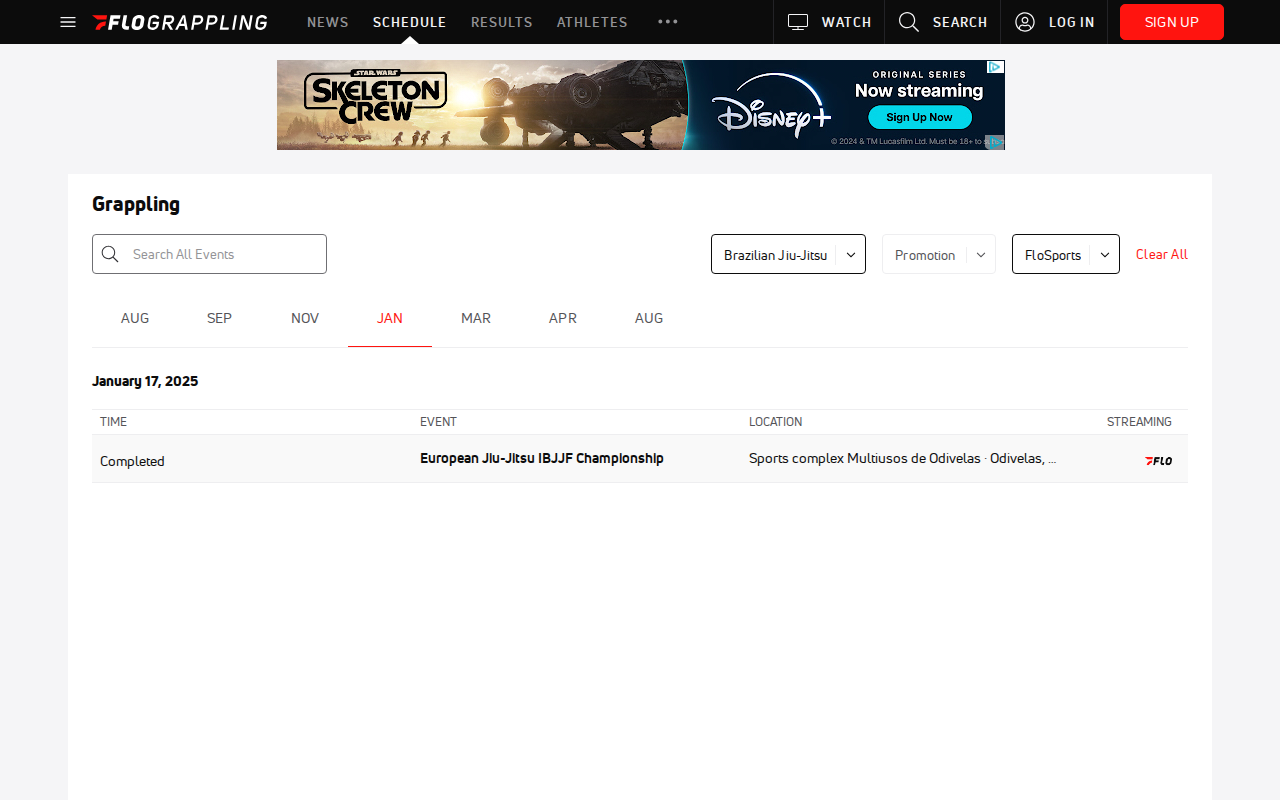 FLOGRAPPLING NEWS SCHEDULE RESULTS ATHLETES WATCH SEARCH LOG IN SIGN UP
STAR WARS
SKELETON
CREW
Disney+
ORIGINAL SERIES
Now streaming
Sign Up Now
© 2024 & TM Lucasfilm Ltd. Must be 18+ to
Grappling
Search All Events Brazilian Jiu-Jitsu Promotion FloSports Clear All
AUG SEP NOV JAN MAR APR AUG
January 17, 2025
TIME EVENT LOCATION STREAMING
Completed European Jiu-Jitsu IBJJF Championship Sports complex Multiusos de Odivelas · Odivelas, ... FLO